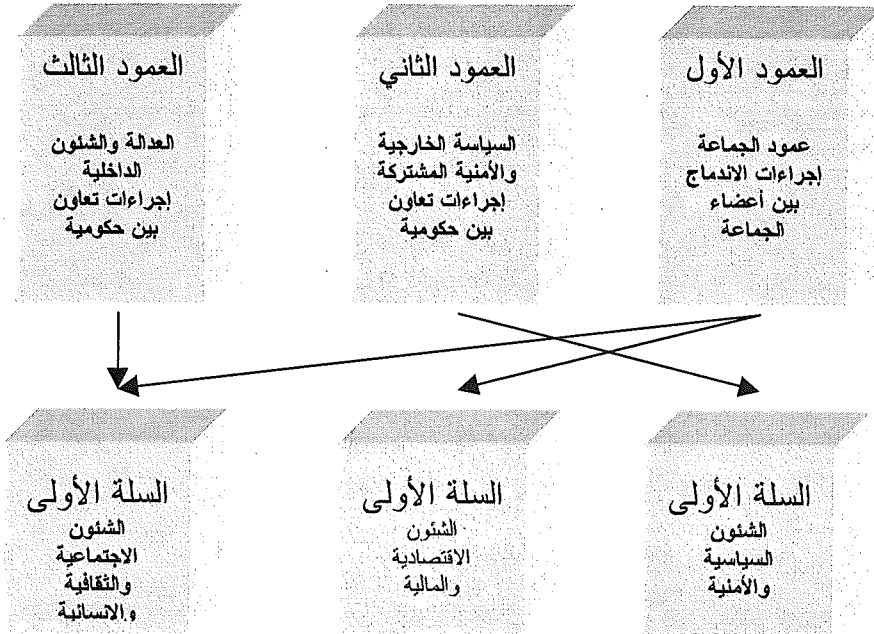 العمود الأول
عمود الجماعة
إجراءات الاندماج
بين أعضاء
الجماعة
العمود الثاني
السياسة الخارجية
والأمنية المشتركة
إجراءات تعاون
بين حكومية
العمود الثالث
العدالة والشئون
الداخلية
إجراءات تعاون
بين حكومية
السلة الأولى
الشئون
السياسية
والأمنية
السلة الأولى
الشئون
الاقتصادية
والمالية
السلة الأولى
الشئون
الاجتماعية
والثقافية
والإنسانية